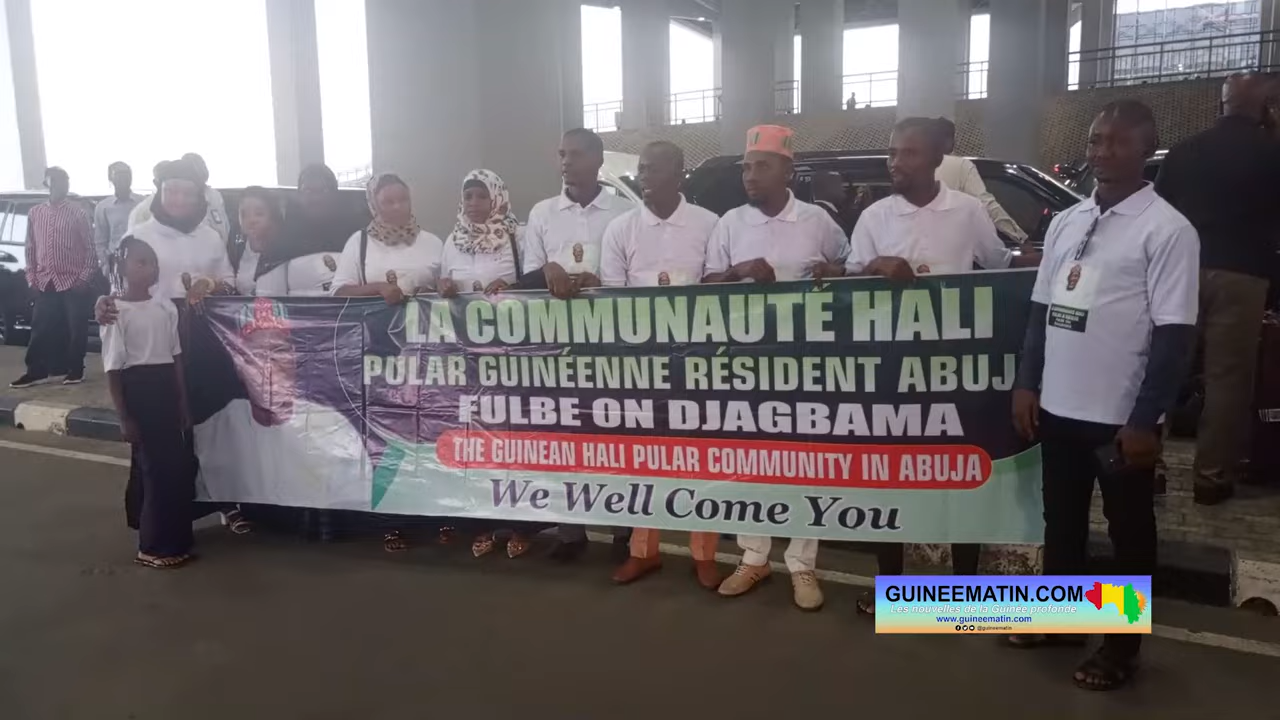 LA COMMUNAUTÉ HALI
PULAR GUINÉENNE RÉSIDENT ABUJ
FULBE ON DJAGBAMA
THE GUINEAN HALI PULAR COMMUNITY IN ABUJA
We Well Come You
GUINEEMATIN.COM
Les nouvelles de la Guinée profonde
www.guineematin.com
@guineematin